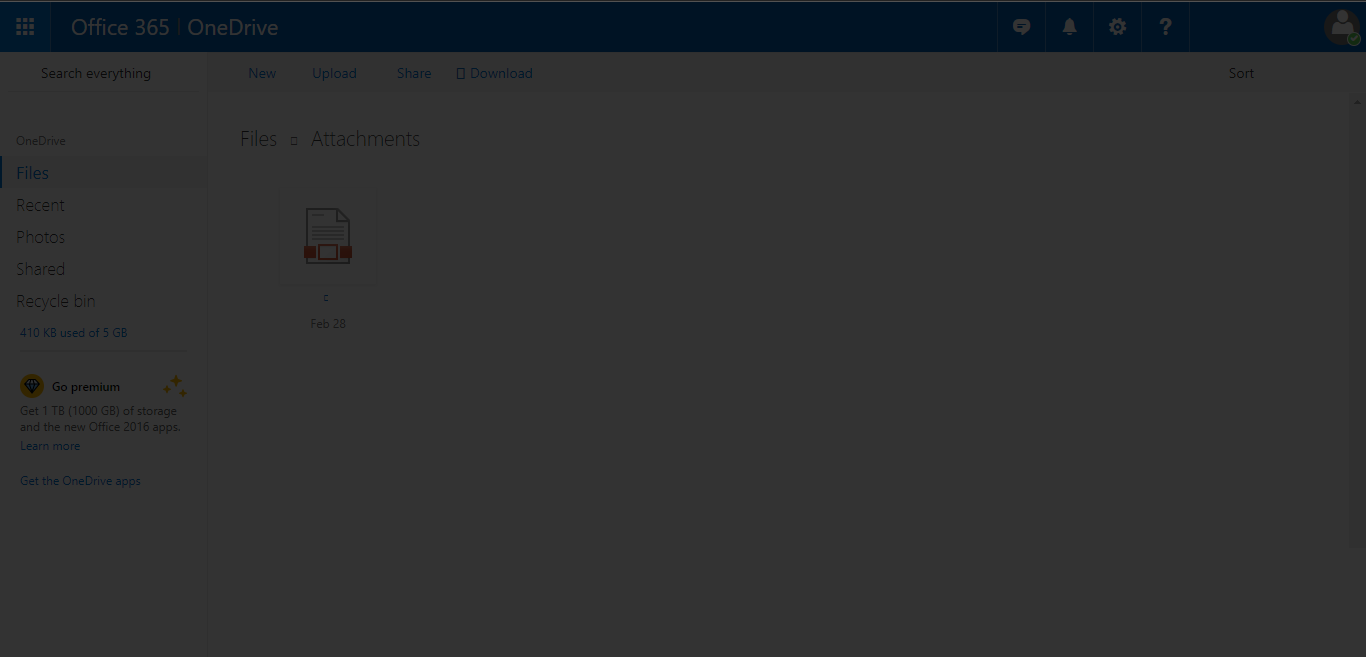 Office 365 | OneDrive
Search everything
New Upload Share Download
Sort
OneDrive
Files
Recent
Photos
Shared
Recycle bin
410 KB used of 5 GB
Go premium
Get 1 TB (1000 GB) of storage
and the new Office 2016 apps.
Learn more
Get the OneDrive apps
Files Attachments
Feb 28